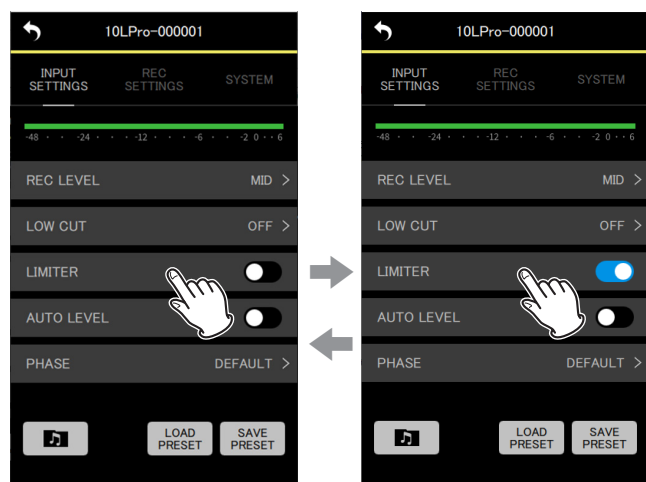 10LPro-000001
INPUT
SETTINGS
REC
SETTINGS
SYSTEM
-48 · · -24 · · · -12 · · · · -6 · · -2 0 · · 6
REC LEVEL MID >
LOW CUT OFF >
LIMITER
AUTO LEVEL
PHASE DEFAULT >
LOAD
PRESET
SAVE
PRESET
10LPro-000001
INPUT
SETTINGS
REC
SETTINGS
SYSTEM
-48 · · -24 · · · -12 · · · · -6 · · -2 0 · · 6
REC LEVEL MID >
LOW CUT OFF >
LIMITER
AUTO LEVEL
PHASE DEFAULT >
LOAD
PRESET
SAVE
PRESET